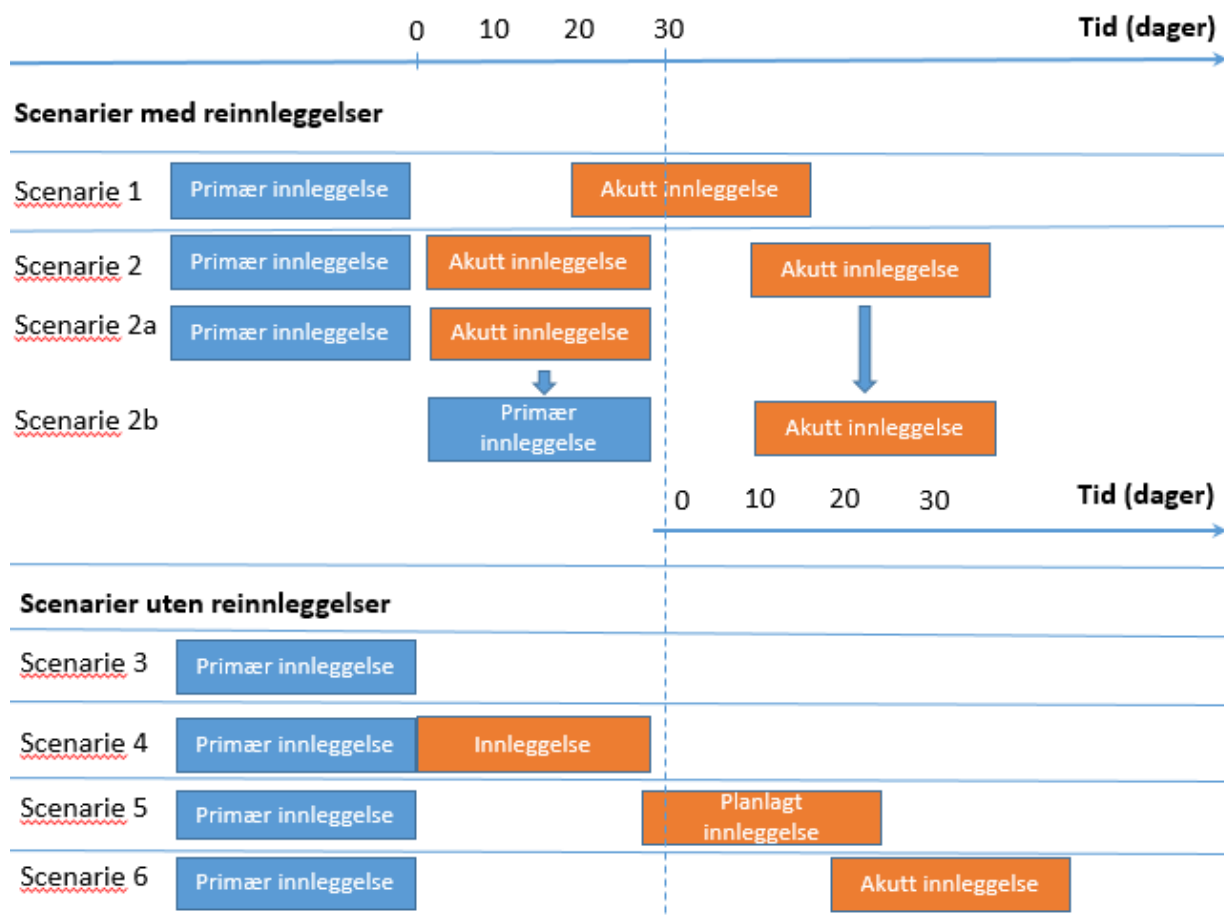 0 10 20 30 Tid (dager)
Scenarier med reinnleggelser
Scenarie 1 Primær innleggelse Akutt innleggelse
Scenarie 2 Primær innleggelse Akutt innleggelse Akutt innleggelse
Scenarie 2a Primær innleggelse Akutt innleggelse
Scenarie 2b Primær innleggelse Akutt innleggelse
0 10 20 30 Tid (dager)
Scenarier uten reinnleggelser
Scenarie 3 Primær innleggelse
Scenarie 4 Primær innleggelse Innleggelse
Scenarie 5 Primær innleggelse Planlagt innleggelse
Scenarie 6 Primær innleggelse Akutt innleggelse